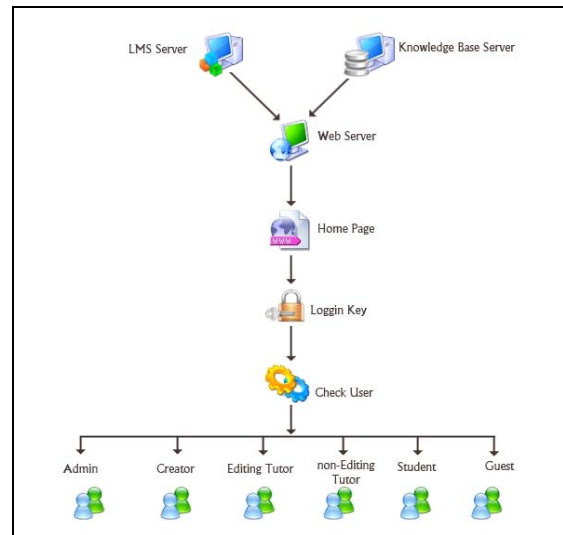 LMS Server
Knowledge Base Server
Web Server
WWW
Home Page
Loggin Key
Check User
Admin
Creator
Editing Tutor
non-Editing
Tutor
Student
Guest